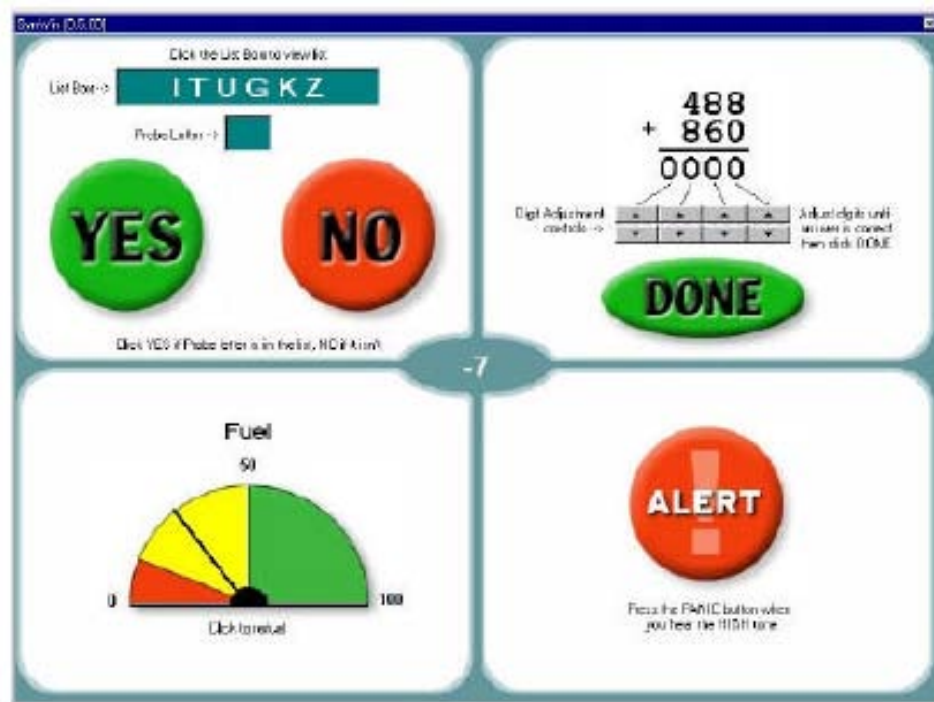 SynWin
Click the List Box to view list
List Box-->
I T U G K Z
Probe Letter -->
YES
NO
Click YES if Probe letter is in the list, NO if it isn't
488
+ 860
0000
Digit Adjustment
controls -->
Adjust digits until
answer is correct
then click DONE
DONE
-7
Fuel
50
0
100
Click to refuel
!
ALERT
Press the PANIC button when
you hear the HIGH tone